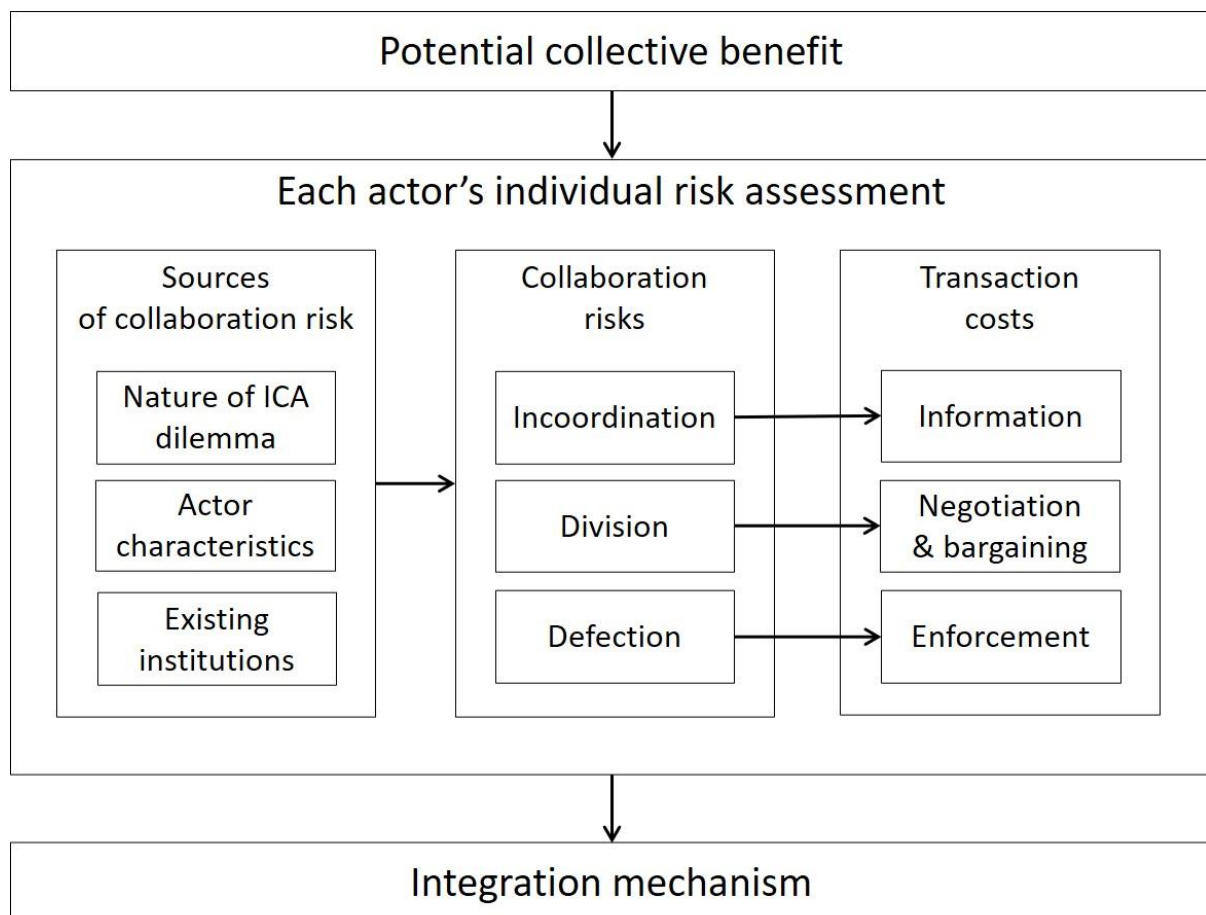 Potential collective benefit
Each actor’s individual risk assessment
Sources
of collaboration risk
Nature of ICA
dilemma
Actor
characteristics
Existing
institutions
Collaboration
risks
Incoordination
Division
Defection
Transaction
costs
Information
Negotiation
& bargaining
Enforcement
Integration mechanism